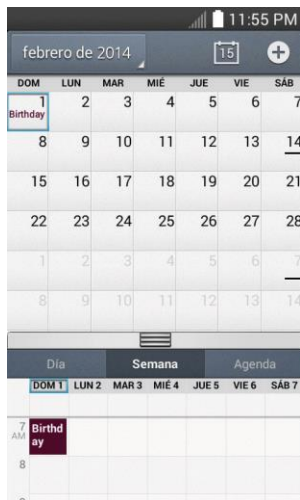 11:55 PM
febrero de 2014 15
DOM LUN MAR MIÉ JUE VIE SÁB
1 2 3 4 5 6 7
Birthday
8 9 10 11 12 13 14
15 16 17 18 19 20 21
22 23 24 25 26 27 28
1 2 3 4 5 6 7
8 9 10 11 12 13 14
Día Semana Agenda
DOM 1 LUN 2 MAR 3 MIÉ 4 JUE 5 VIE 6 SÁB 7
7 Birthd
AM ay
8